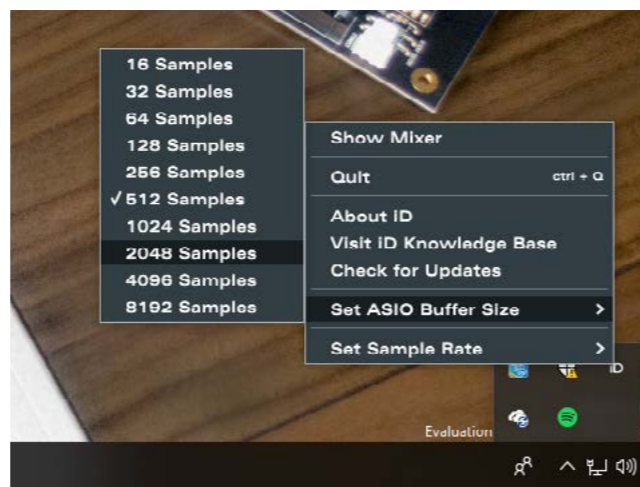 16 Samples
32 Samples
64 Samples
128 Samples
256 Samples
✓512 Samples
1024 Samples
2048 Samples
4096 Samples
8192 Samples
Show Mixer
Quit ctrl + Q
About iD
Visit iD Knowledge Base
Check for Updates
Set ASIO Buffer Size >
Set Sample Rate >
iD
Evaluation